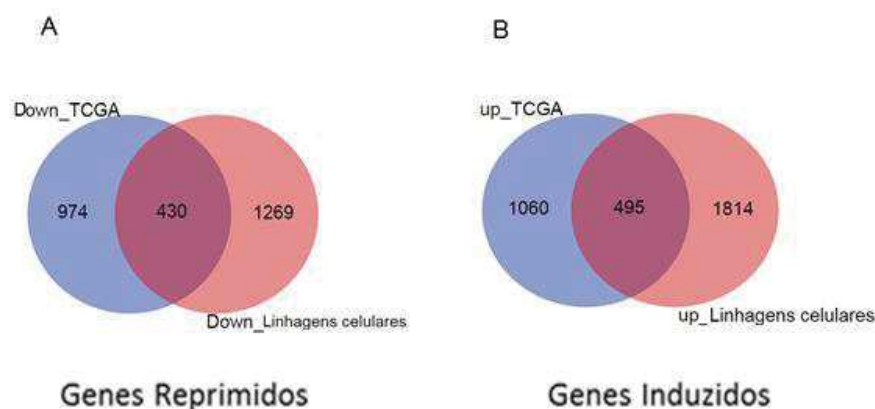 A
Down_TCGA
974
430
1269
Down_Linhagens celulares
Genes Reprimidos
B
up_TCGA
1060
495
1814
up_Linhagens celulares
Genes Induzidos